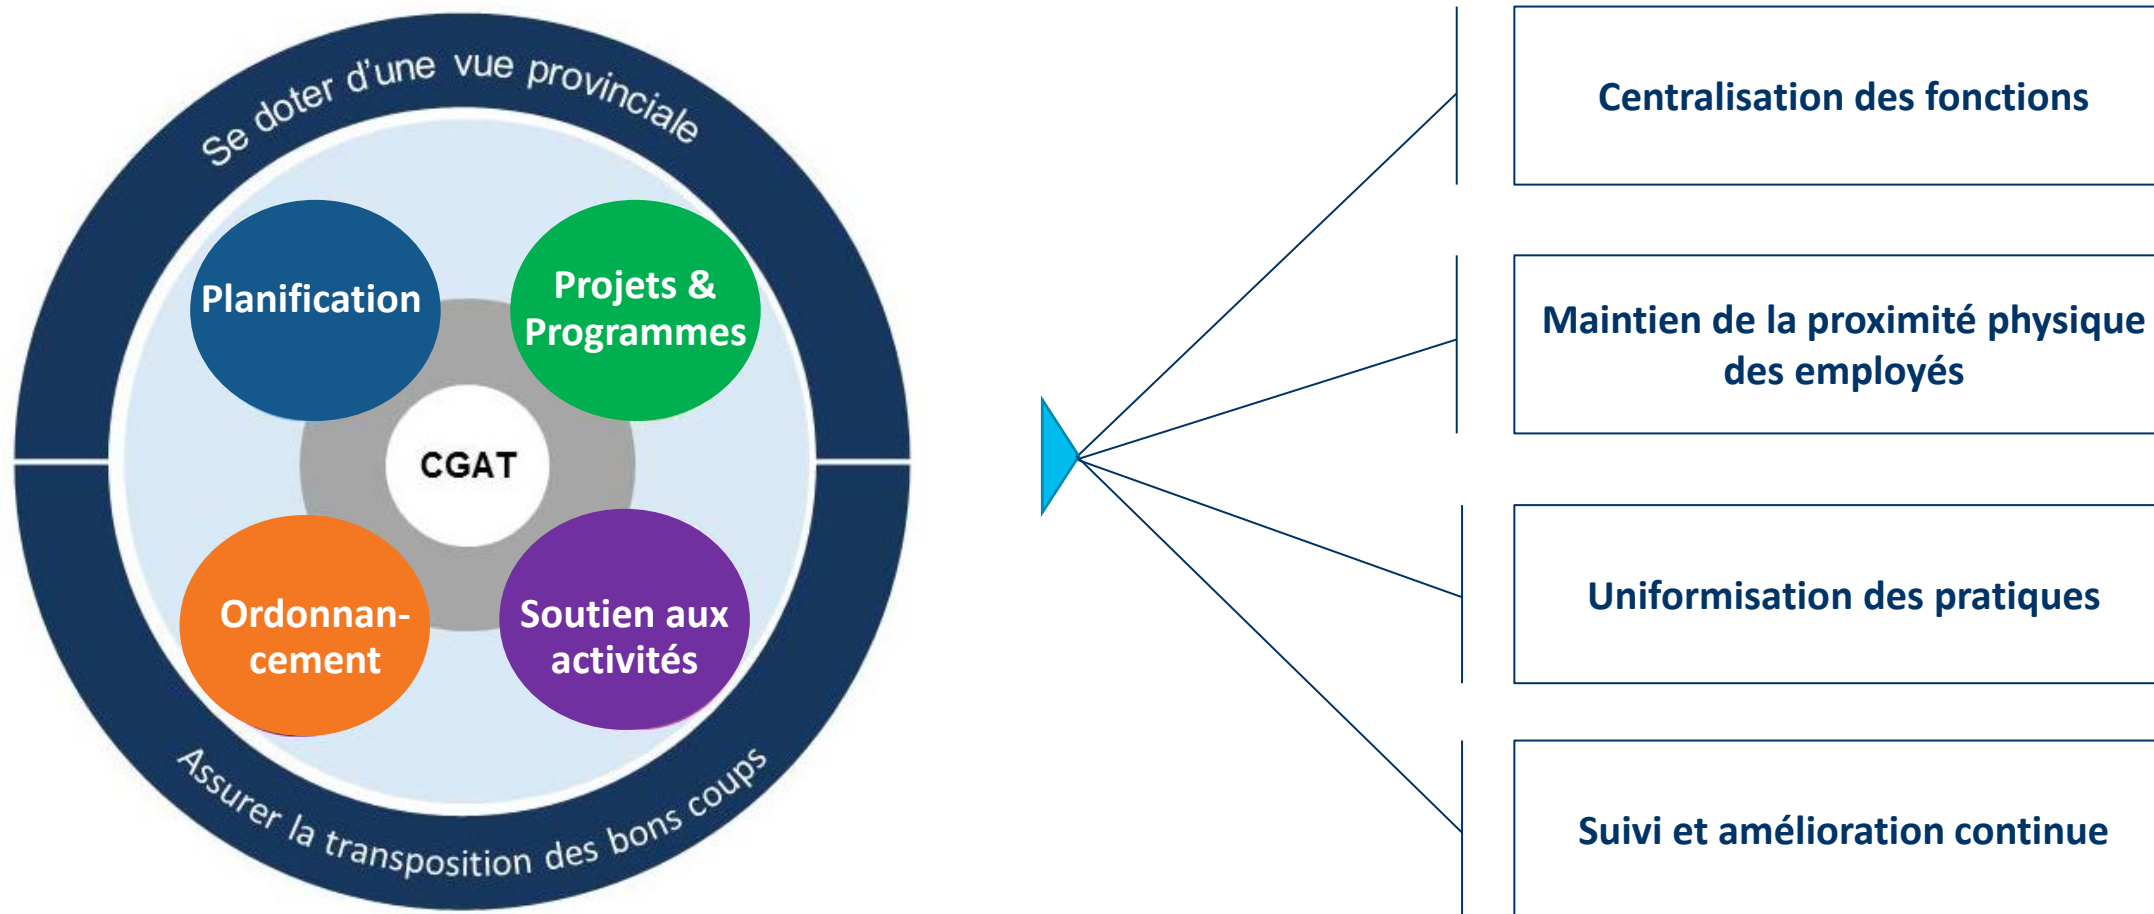 Se doter d'une vue provinciale
Planification
Projets &
Programmes
CGAT
Ordonnan-
cement
Soutien aux
activités
Assurer la transposition des bons coups
Centralisation des fonctions
Maintien de la proximité physique
des employés
Uniformisation des pratiques
Suivi et amélioration continue